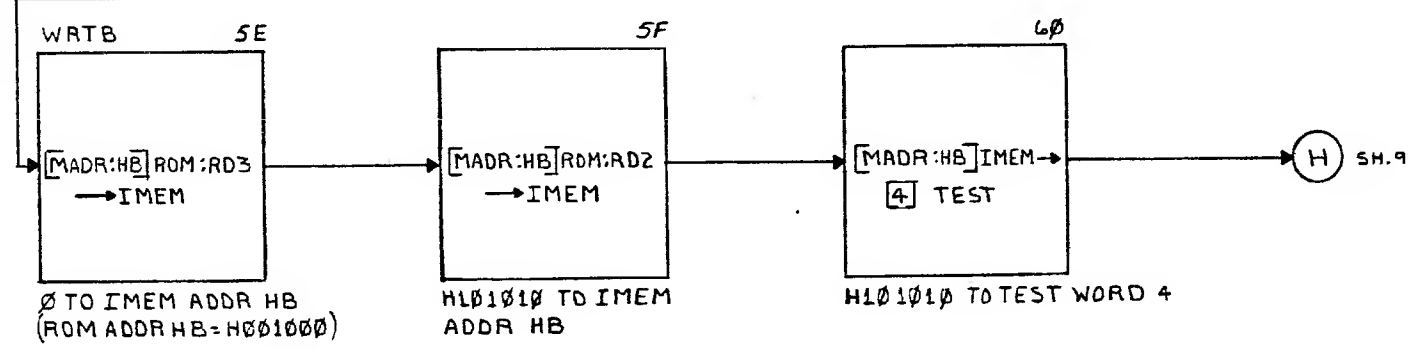 WRTB 5E
[MADR:HB] ROM:RD3
→IMEM
Ø TO IMEM ADDR HB
(ROM ADDR HB=HØØ1ØØØ)
5F
[MADR:HB] ROM:RD2
→IMEM
H1Ø1Ø1Ø TO IMEM
ADDR HB
6Ø
[MADR:HB] IMEM→
4 TEST
H1Ø1Ø1Ø TO TEST WORD 4
H SH.9